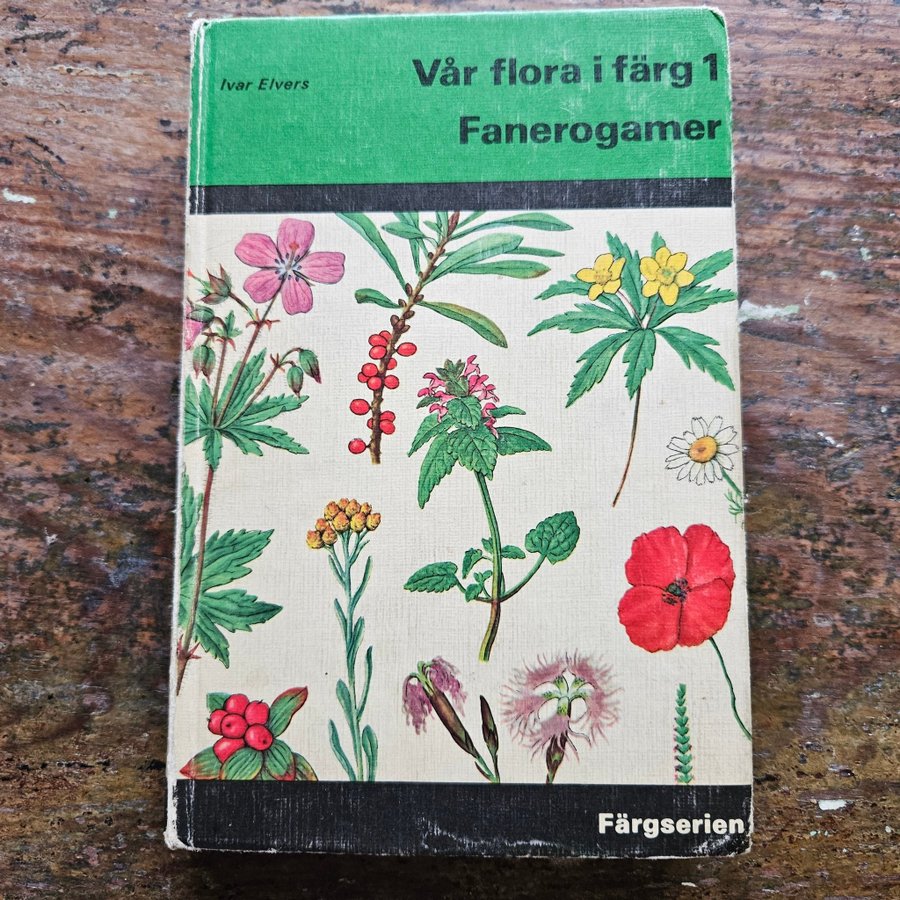 Ivar Elvers
Vår flora i färg 1
Fanerogamer
Färgserien